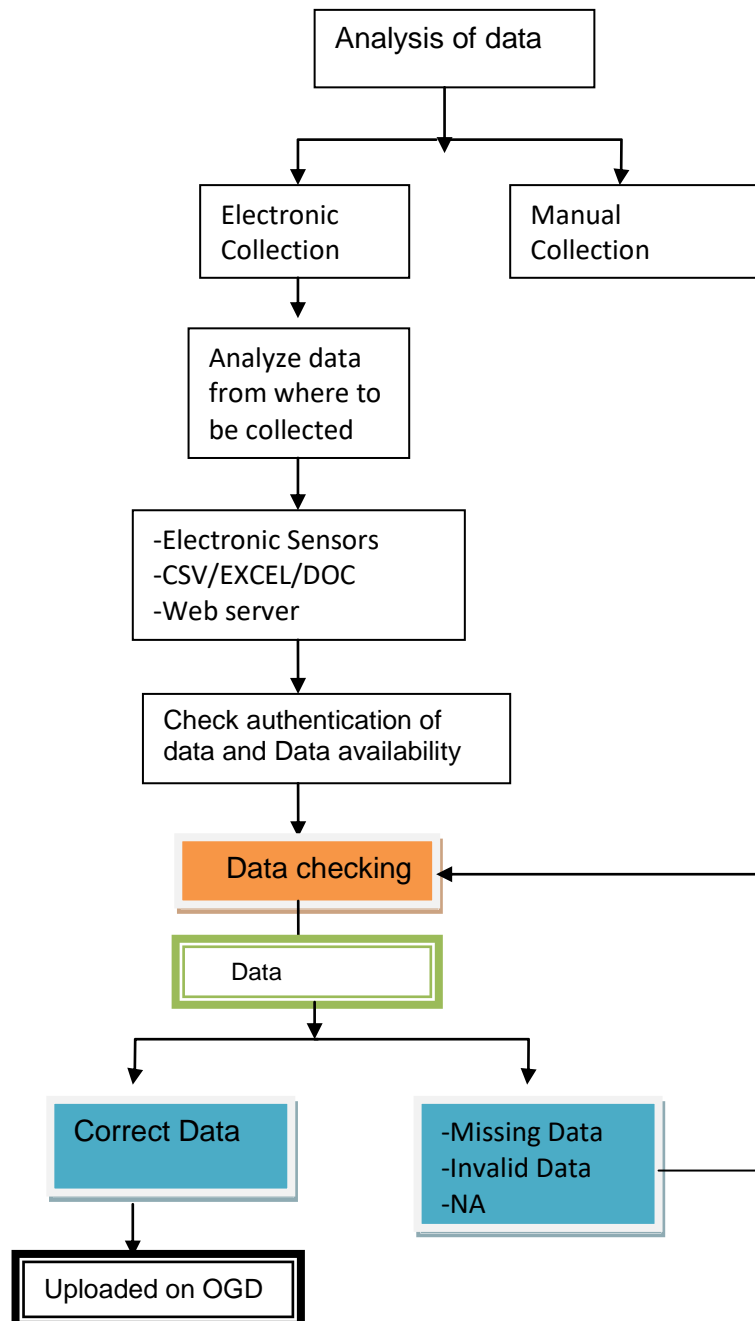 Analysis of data
Electronic
Collection
Manual
Collection
Analyze data
from where to
be collected
-Electronic Sensors
-CSV/EXCEL/DOC
-Web server
Check authentication of
data and Data availability
Data checking
Data
Correct Data
-Missing Data
-Invalid Data
-NA
Uploaded on OGD